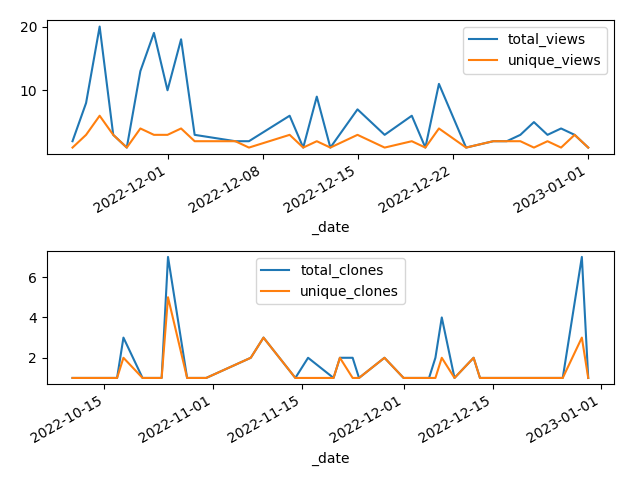 20
10
total_views
unique_views
2022-12-01
2022-12-08
2022-12-15
2022-12-22
2023-01-01
_date
6
4
2
total_clones
unique_clones
2022-10-15
2022-11-01
2022-11-15
2022-12-01
2022-12-15
2023-01-01
_date